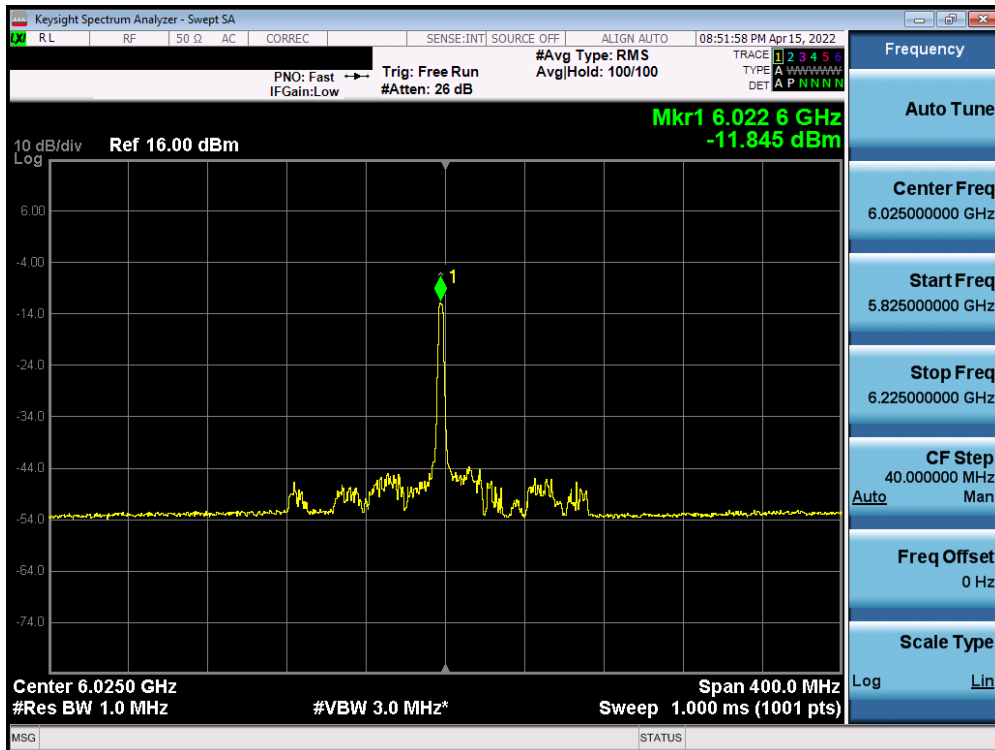 Keysight Spectrum Analyzer - Swept SA
LXI RL RF 50 Ω AC CORREC SENSE:INT SOURCE OFF ALIGN AUTO 08:51:58 PM Apr 15, 2022
PNO: Fast
IFGain:Low
Trig: Free Run
#Atten: 26 dB
#Avg Type: RMS
Avg|Hold: 100/100
TRACE 1 2 3 4 5 6
TYPE A WWWWW
DET A P N N N N
Mkr1 6.022 6 GHz
-11.845 dBm
10 dB/div Ref 16.00 dBm
Log
6.00
-4.00
1
-14.0
-24.0
-34.0
-44.0
-54.0
-64.0
-74.0
Center 6.0250 GHz Span 400.0 MHz
#Res BW 1.0 MHz #VBW 3.0 MHz* Sweep 1.000 ms (1001 pts)
MSG STATUS
Frequency
Auto Tune
Center Freq
6.025000000 GHz
Start Freq
5.825000000 GHz
Stop Freq
6.225000000 GHz
CF Step
40.000000 MHz
Auto Man
Freq Offset
0 Hz
Scale Type
Log Lin